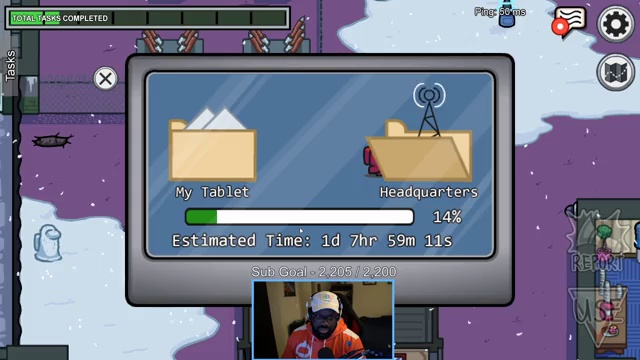 TOTAL TASKS COMPLETED
Ping: 50 ms
Tasks
My Tablet
Headquarters
14%
Estimated Time: 1d 7hr 59m 11s
Sub Goal - 2,205 / 2,200
REPORT
USE